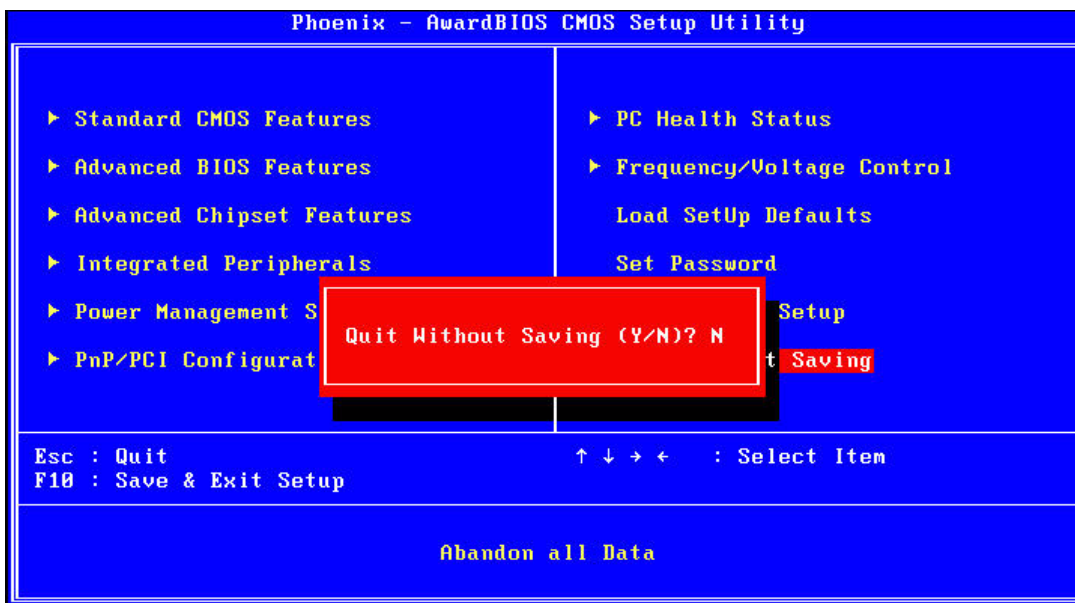 Phoenix - AwardBIOS CMOS Setup Utility
Standard CMOS Features
Advanced BIOS Features
Advanced Chipset Features
Integrated Peripherals
Power Management S
PnP/PCI Configurat
PC Health Status
Frequency/Voltage Control
Load SetUp Defaults
Set Password
Setup
t Saving
Quit Without Saving (Y/N)? N
Esc : Quit
F10 : Save & Exit Setup
↑ ↓ → ← : Select Item
Abandon all Data